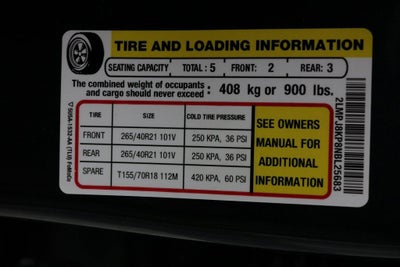 TIRE AND LOADING INFORMATION
SEATING CAPACITY TOTAL : 5 FRONT: 2 REAR: 3
The combined weight of occupants and cargo should never exceed : 408 kg or 900 lbs.
TIRE SIZE COLD TIRE PRESSURE
FRONT 265/40R21 101V 250 KPA, 36 PSI
REAR 265/40R21 101V 250 KPA, 36 PSI
SPARE T155/70R18 112M 420 KPA, 60 PSI
SEE OWNERS
MANUAL FOR
ADDITIONAL
INFORMATION
2LMPJ8KP8NBL25683